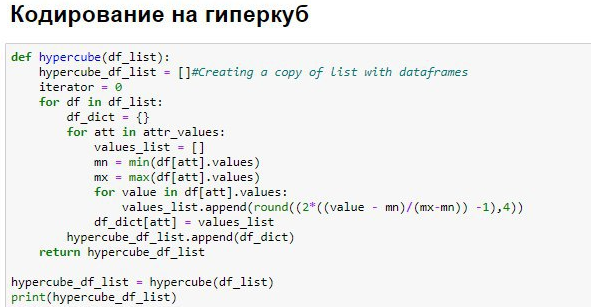 Кодирование на гиперкуб
def hypercube(df_list):
    hypercube_df_list = []#Creating a copy of list with dataframes
    iterator = 0
    for df in df_list:
        df_dict = {}
        for att in attr_values:
            values_list = []
            mn = min(df[att].values)
            mx = max(df[att].values)
            for value in df[att].values:
                values_list.append(round((2*((value - mn)/(mx-mn)) -1),4))
            df_dict[att] = values_list
        hypercube_df_list.append(df_dict)
    return hypercube_df_list

hypercube_df_list = hypercube(df_list)
print(hypercube_df_list)